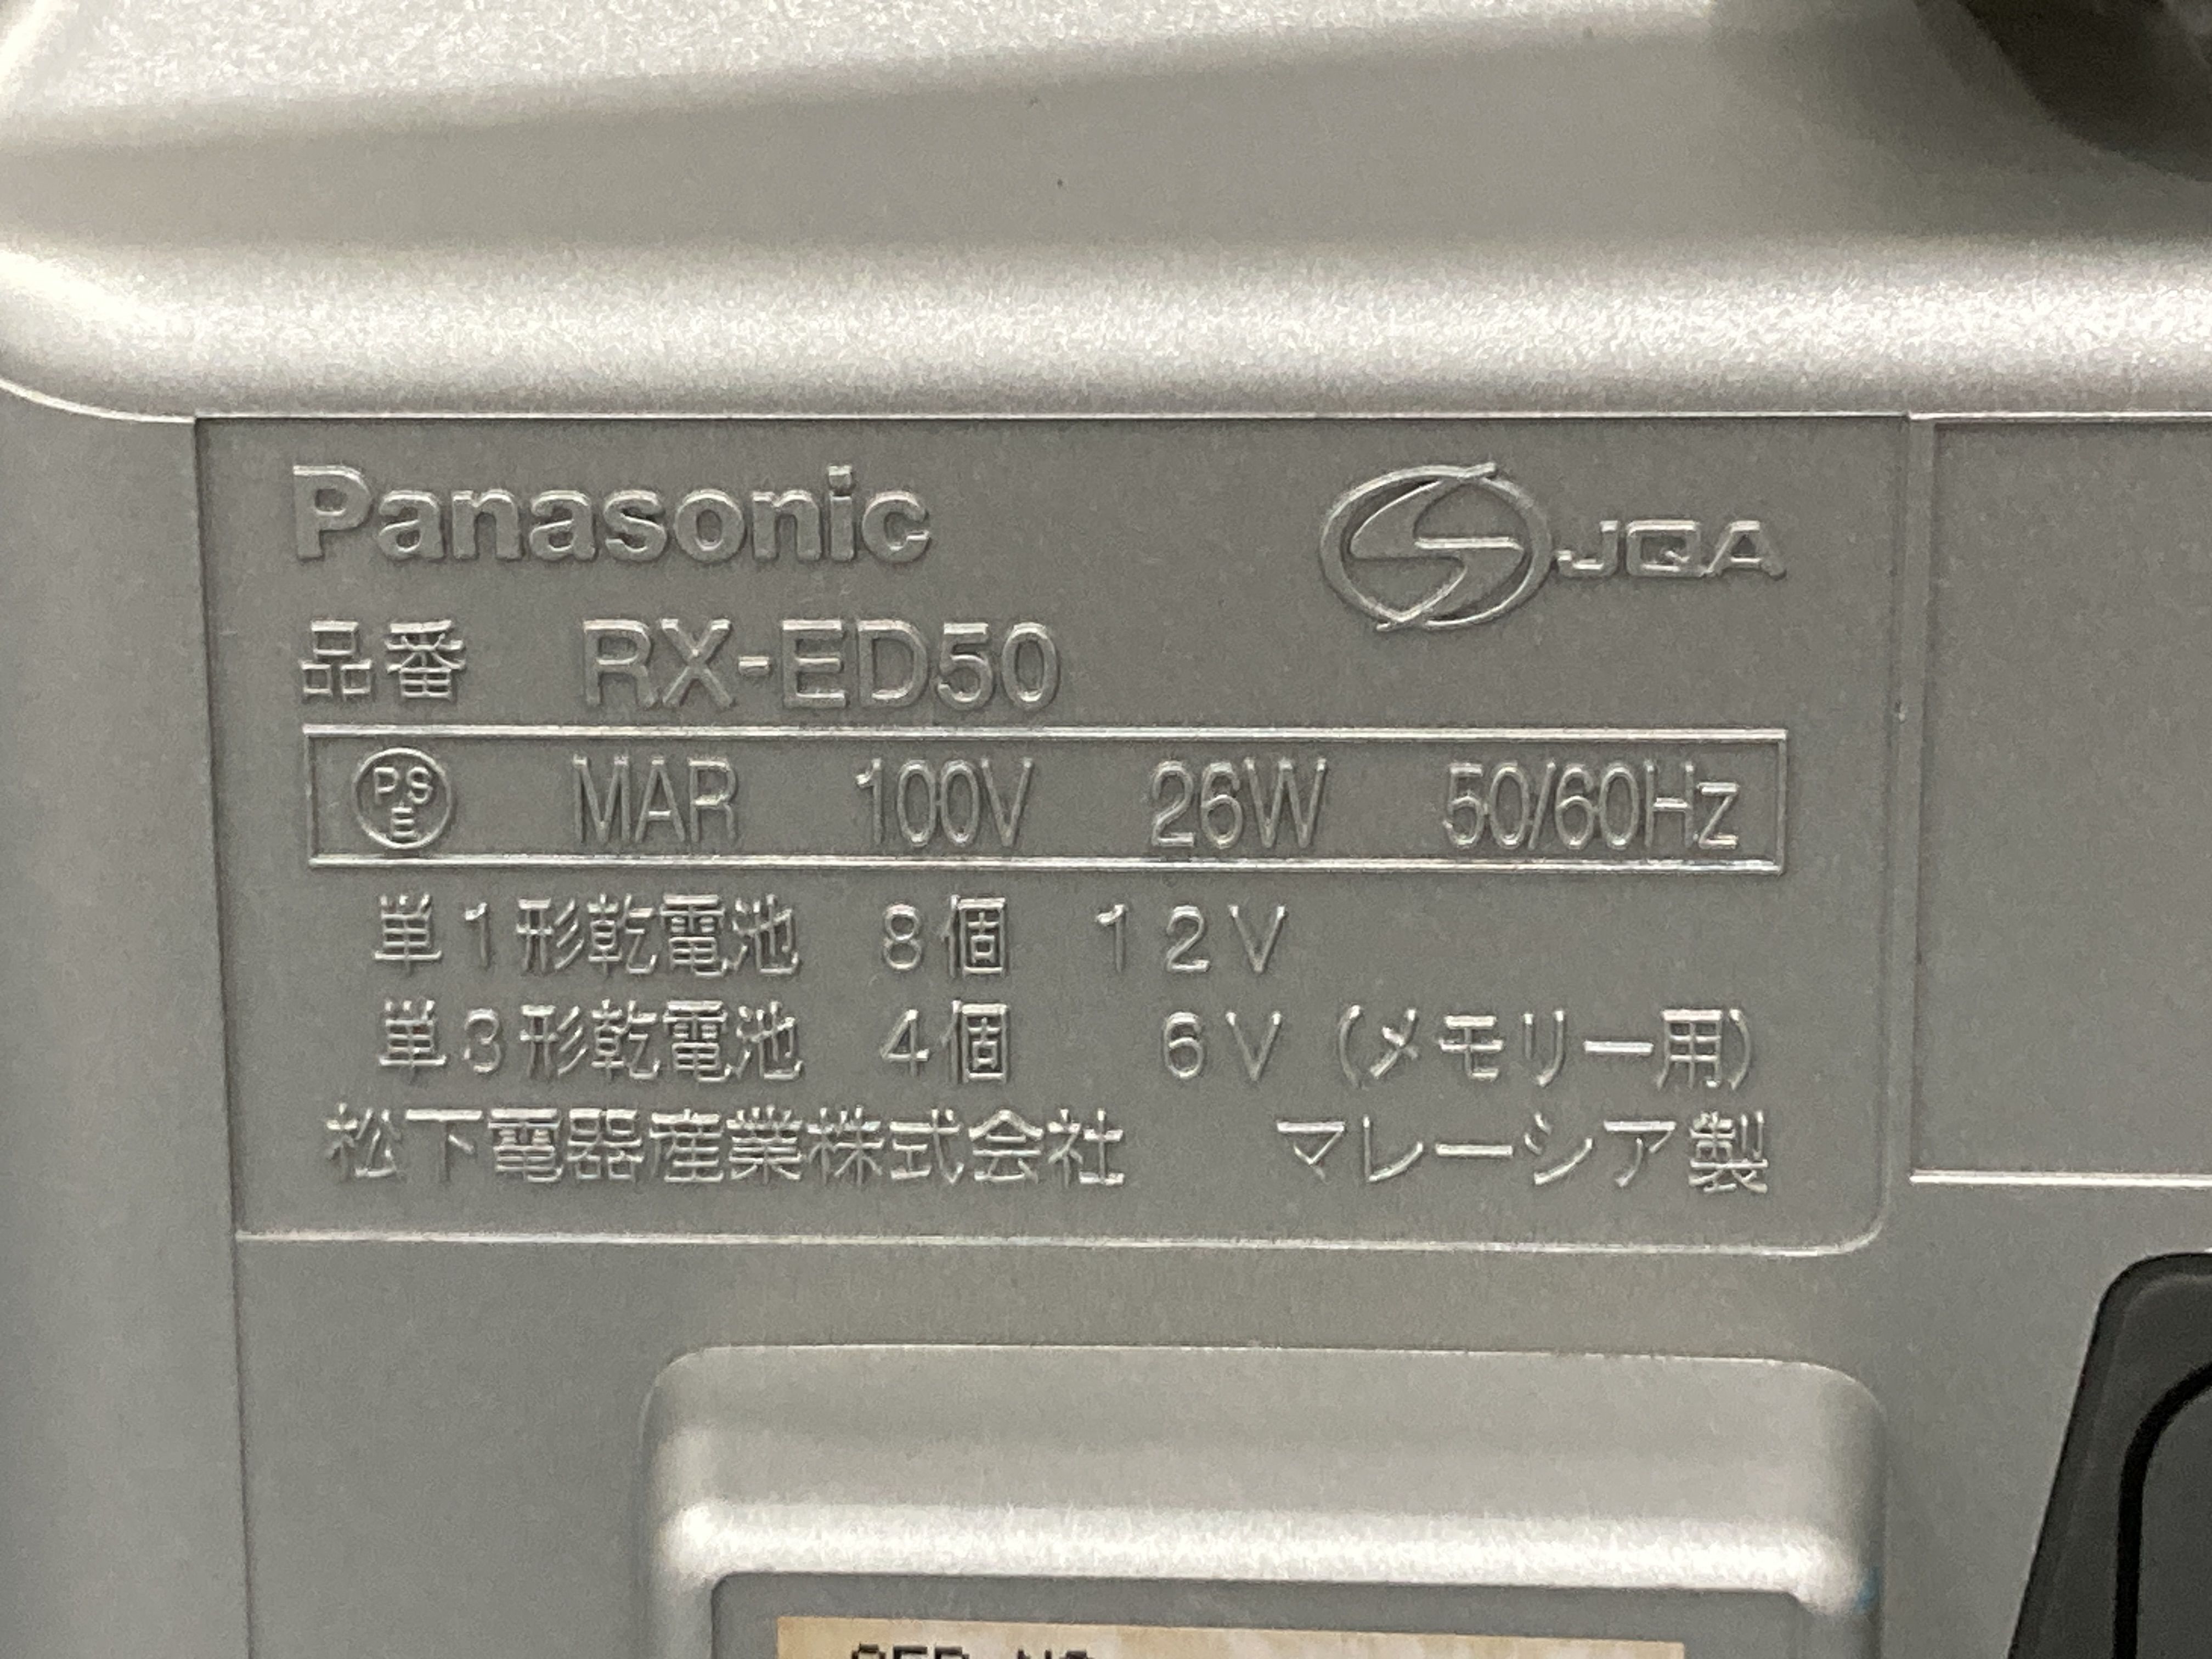 Panasonic
JQA
品番 RX-ED50
PSE MAR 100V 26W 50/60Hz
単1形乾電池 8個 12V
単3形乾電池 4個 6V (メモリー用)
松下電器産業株式会社 マレーシア製